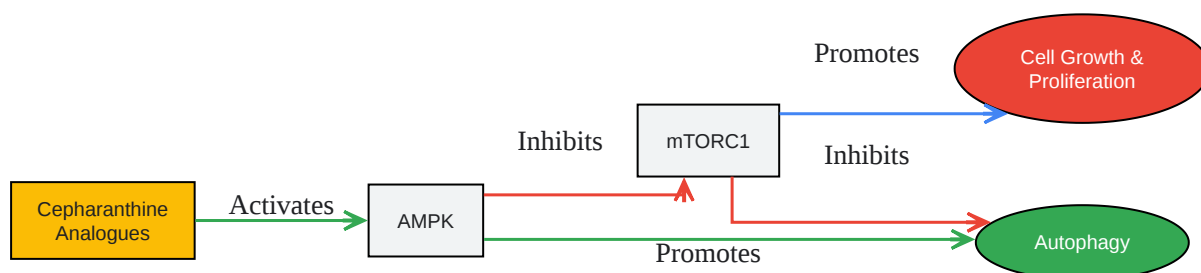 Promotes
Cell Growth &
Proliferation
Inhibits
mTORC1
Inhibits
Cepharanthine
Analogues
Activates
AMPK
Promotes
Autophagy